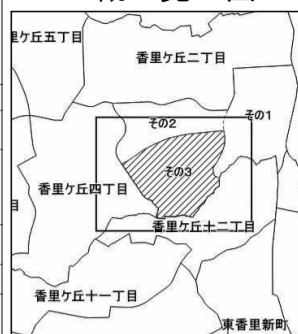 里ケ丘五丁目
香里ケ丘二丁目
その1
その2
その3
香里ケ丘四丁目
目
香里ケ丘十二丁目
香里ケ丘十一丁目
東香里新町